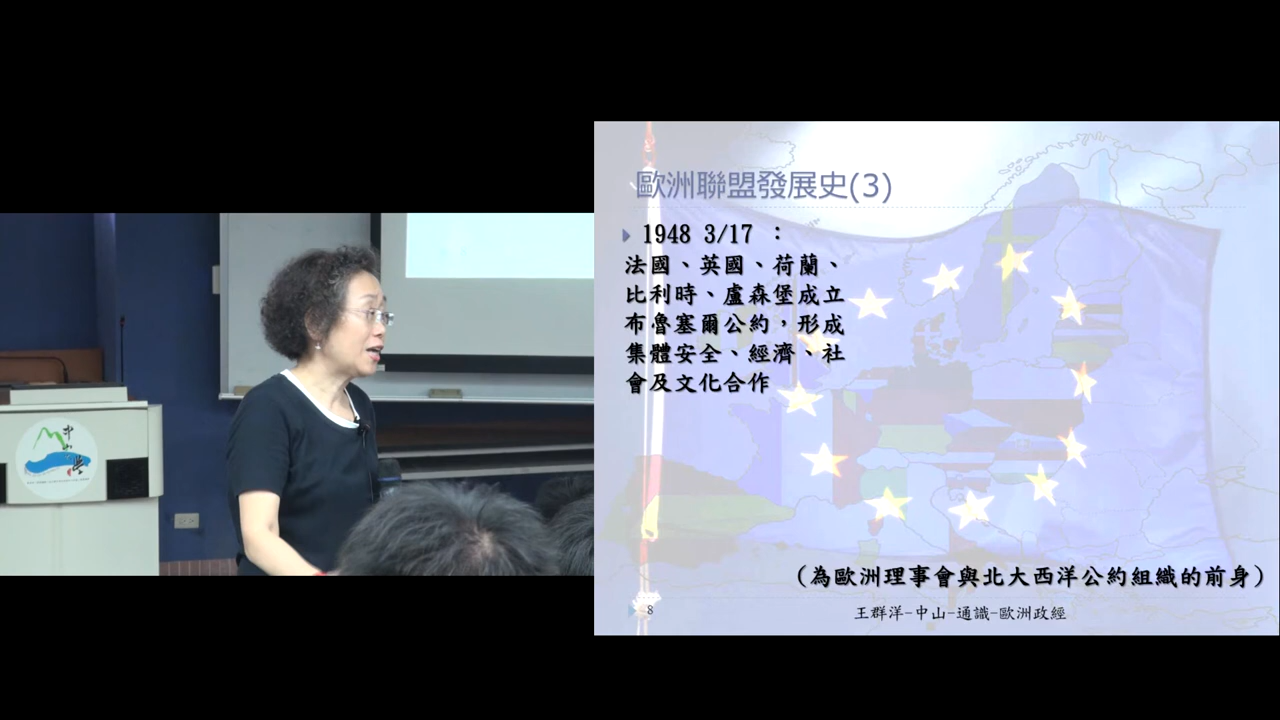 歐洲聯盟發展史(3)
1948 3/17 ：
法國、英國、荷蘭、
比利時、盧森堡成立
布魯塞爾公約，形成
集體安全、經濟、社
會及文化合作
(為歐洲理事會與北大西洋公約組織的前身)
8
王群洋-中山-通識-歐洲政經
中山